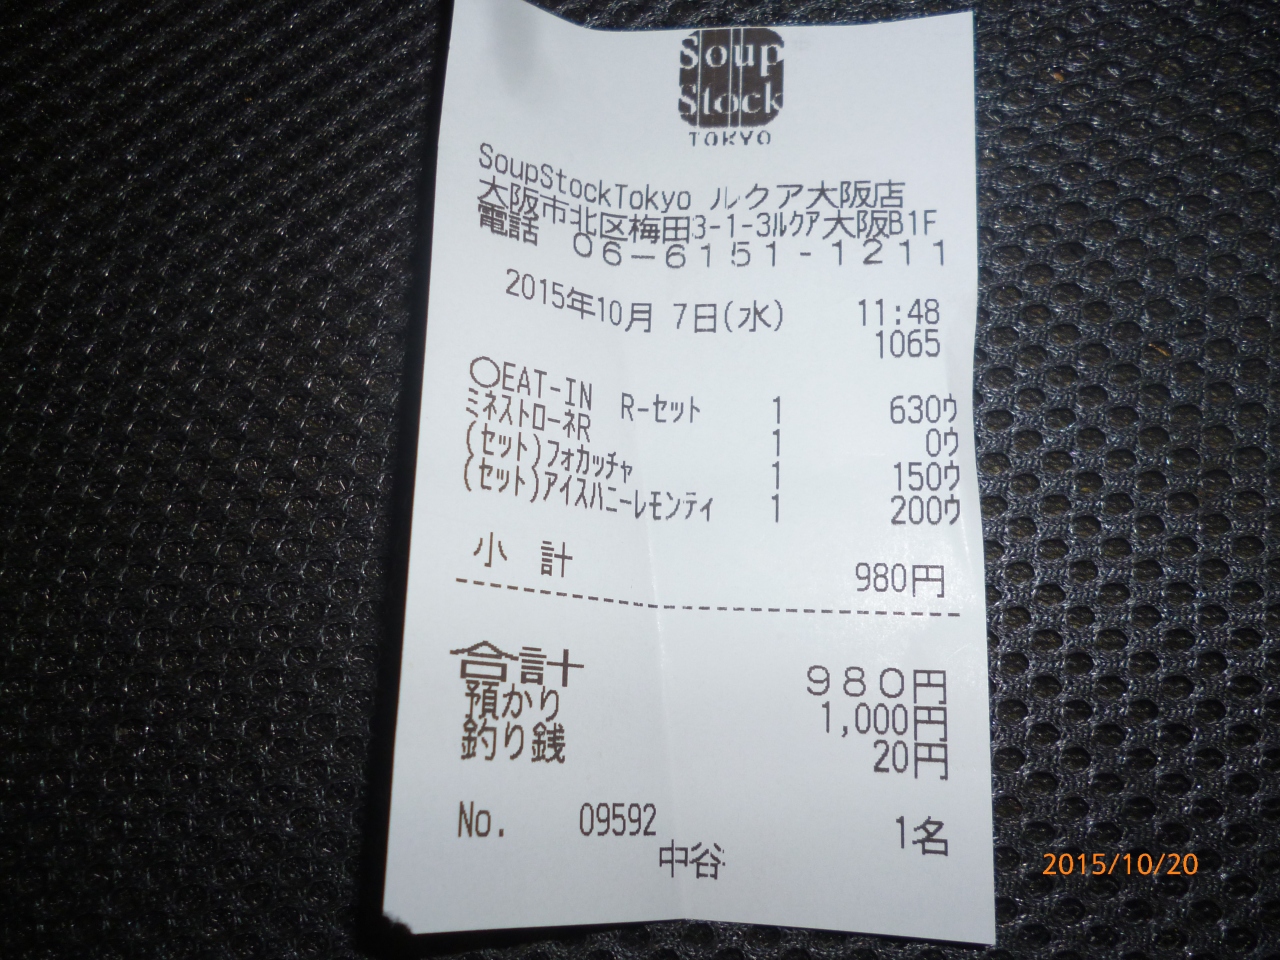 Soup
Stock
TOKYO
SoupStockTokyo ルクア大阪店
大阪市北区梅田3-1-3ルクア大阪B1F
電話 06-6151-1211
2015年10月 7日(水) 11:48
1065
○EAT-IN
ミネストローネR R-セット 1 630ウ
1 0ウ
(セット)フォカッチャ 1 150ウ
(セット)アイスハニーレモンティ 1 200ウ
小 計 980円
合計 980円
預かり 1,000円
釣り銭 20円
No. 09592 1名
中谷
2015/10/20